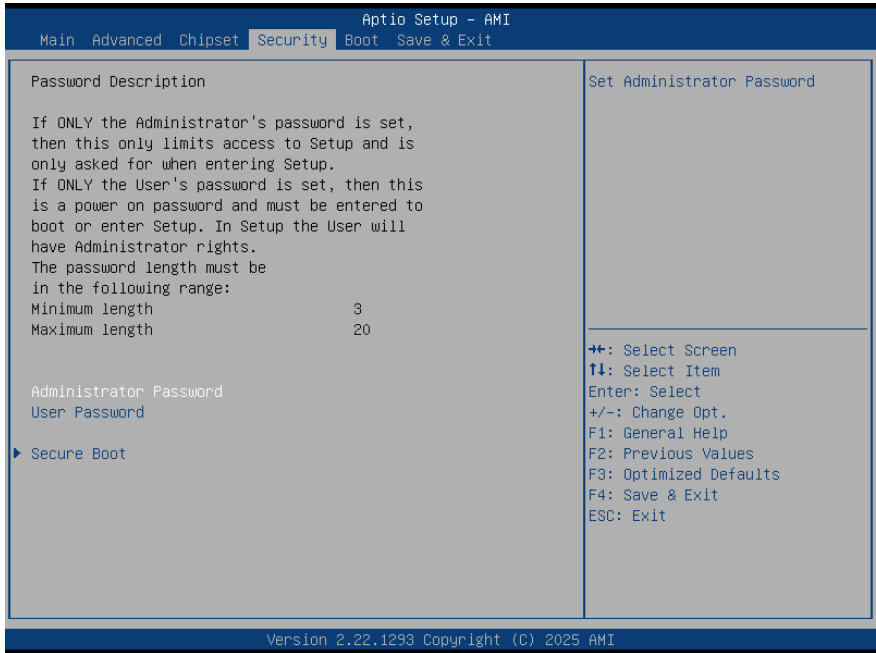 Aptio Setup – AMI
Main Advanced Chipset Security Boot Save & Exit
Password Description
If ONLY the Administrator's password is set,
then this only limits access to Setup and is
only asked for when entering Setup.
If ONLY the User's password is set, then this
is a power on password and must be entered to
boot or enter Setup. In Setup the User will
have Administrator rights.
The password length must be
in the following range:
Minimum length 3
Maximum length 20
Administrator Password
User Password
Secure Boot
Set Administrator Password
→←: Select Screen
↑↓: Select Item
Enter: Select
+/-: Change Opt.
F1: General Help
F2: Previous Values
F3: Optimized Defaults
F4: Save & Exit
ESC: Exit
Version 2.22.1293 Copyright (C) 2025 AMI